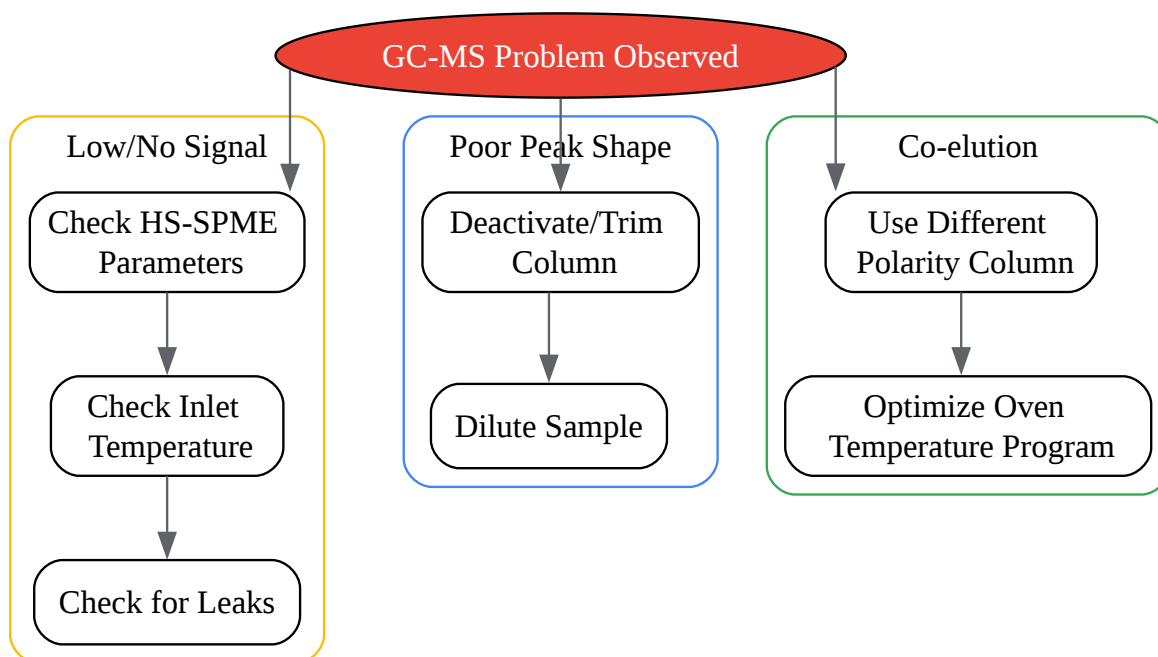 GC-MS Problem Observed
Low/No Signal
Check HS-SPME
Parameters
Check Inlet
Temperature
Check for Leaks
Poor Peak Shape
Deactivate/Trim
Column
Dilute Sample
Co-elution
Use Different
Polarity Column
Optimize Oven
Temperature Program